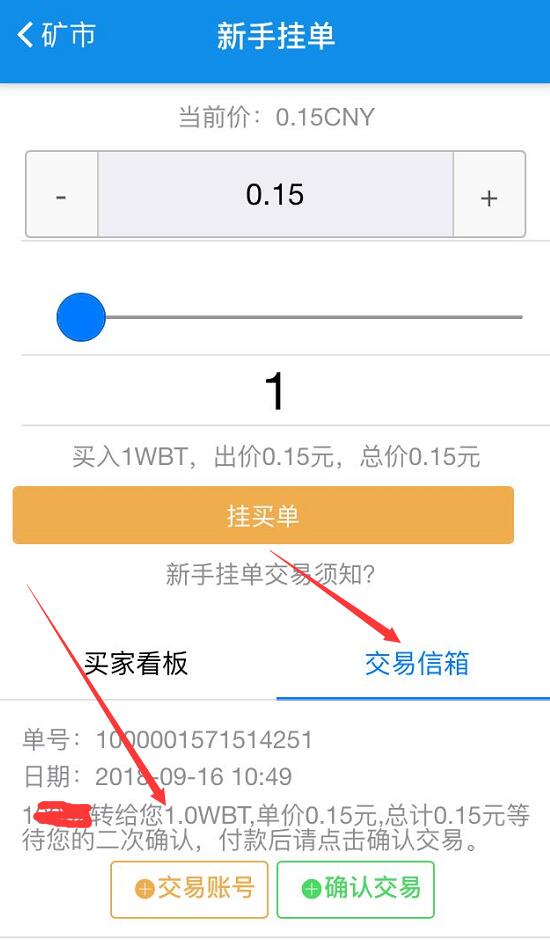 矿市 新手挂单
当前价：0.15CNY
- 0.15 +
1
买入1WBT，出价0.15元，总价0.15元
挂买单
新手挂单交易须知?
买家看板 交易信箱
单号：1000001571514251
日期：2018-09-16 10:49
1 转给您1.0WBT,单价0.15元,总计0.15元等
待您的二次确认，付款后请点击确认交易。
交易账号 确认交易